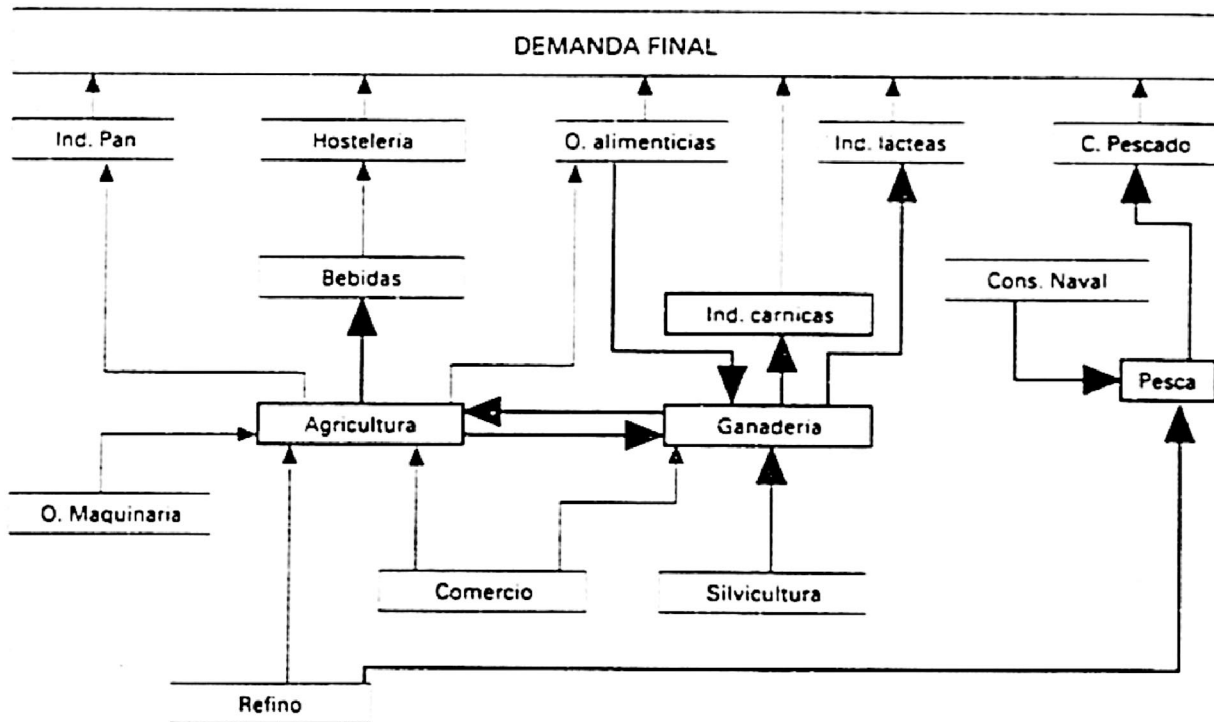 DEMANDA FINAL
Ind. Pan
Hosteleria
O. alimenticias
Ind. lacteas
C. Pescado
Bebidas
Cons. Naval
Ind. carnicas
Pesca
Agricultura
Ganaderia
O. Maquinaria
Comercio
Silvicultura
Refino